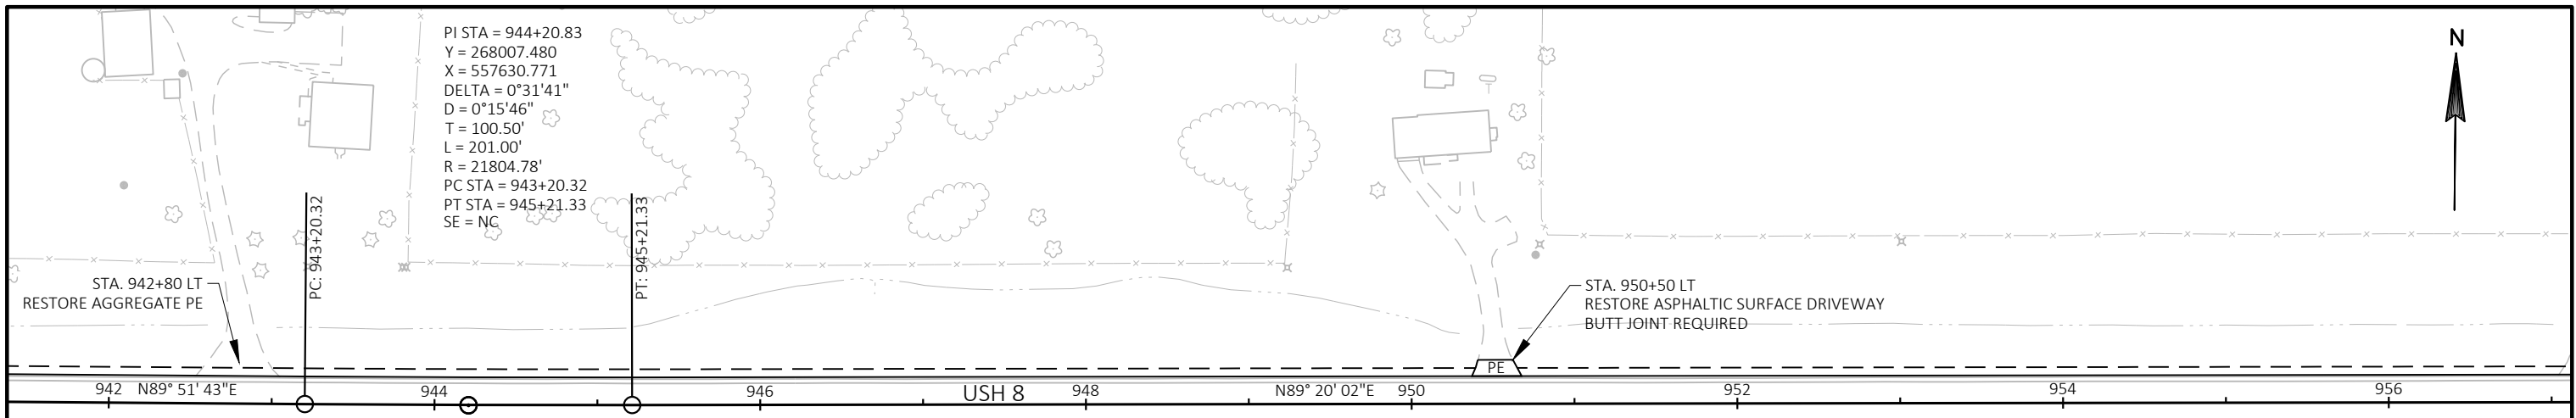 PI STA = 944+20.83
Y = 268007.480
X = 557630.771
DELTA = 0°31'41"
D = 0°15'46"
T = 100.50'
L = 201.00'
R = 21804.78'
PC STA = 943+20.32
PT STA = 945+21.33
SE = NC
N
PC: 943+20.32
PT: 945+21.33
STA. 942+80 LT
RESTORE AGGREGATE PE
STA. 950+50 LT
RESTORE ASPHALTIC SURFACE DRIVEWAY
BUTT JOINT REQUIRED
PE
942 N89° 51' 43"E 944 946 USH 8 948 N89° 20' 02"E 950 952 954 956